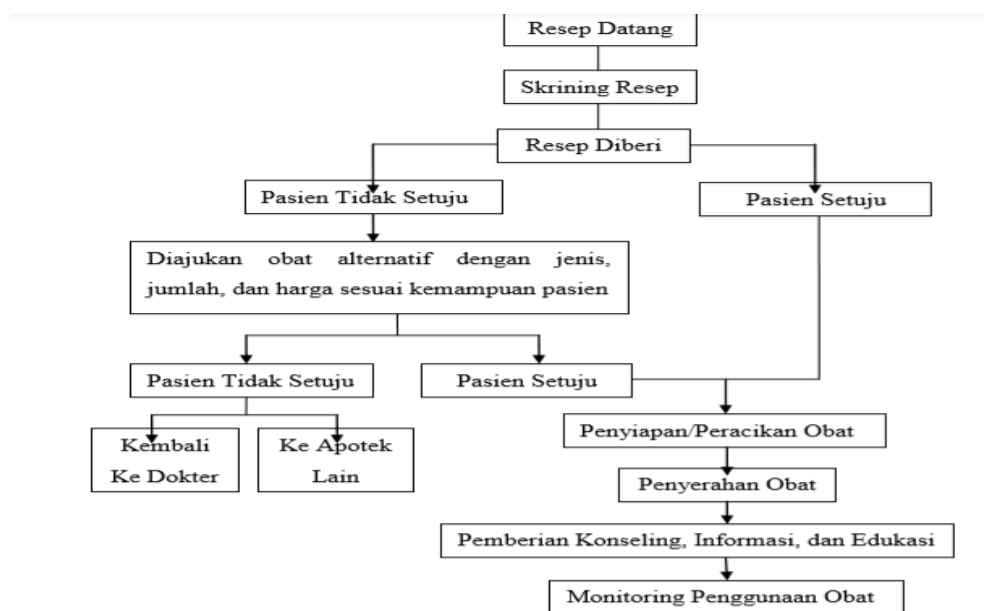 Resep Datang
Skrining Resep
Resep Diberi
Pasien Tidak Setuju
Pasien Setuju
Diajukan obat alternatif dengan jenis,
jumlah, dan harga sesuai kemampuan pasien
Pasien Tidak Setuju
Pasien Setuju
Kembali
Ke Dokter
Ke Apotek
Lain
Penyiapan/Peracikan Obat
Penyerahan Obat
Pemberian Konseling, Informasi, dan Edukasi
Monitoring Penggunaan Obat